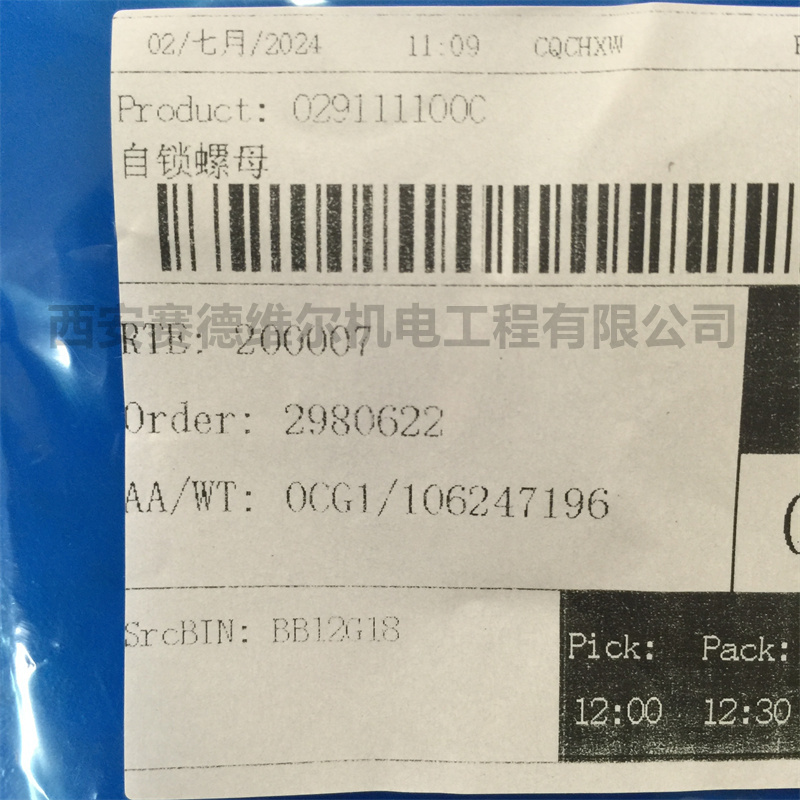 02/七月/2024 11:09 CQCHXW
Product: 029111100C
自锁螺母
西安赛德维尔机电工程有限公司
RTE: 200007
Order: 2980622
AA/WT: OCG1/106247196
SrcBIN: BB12G18
Pick: Pack:
12:00 12:30